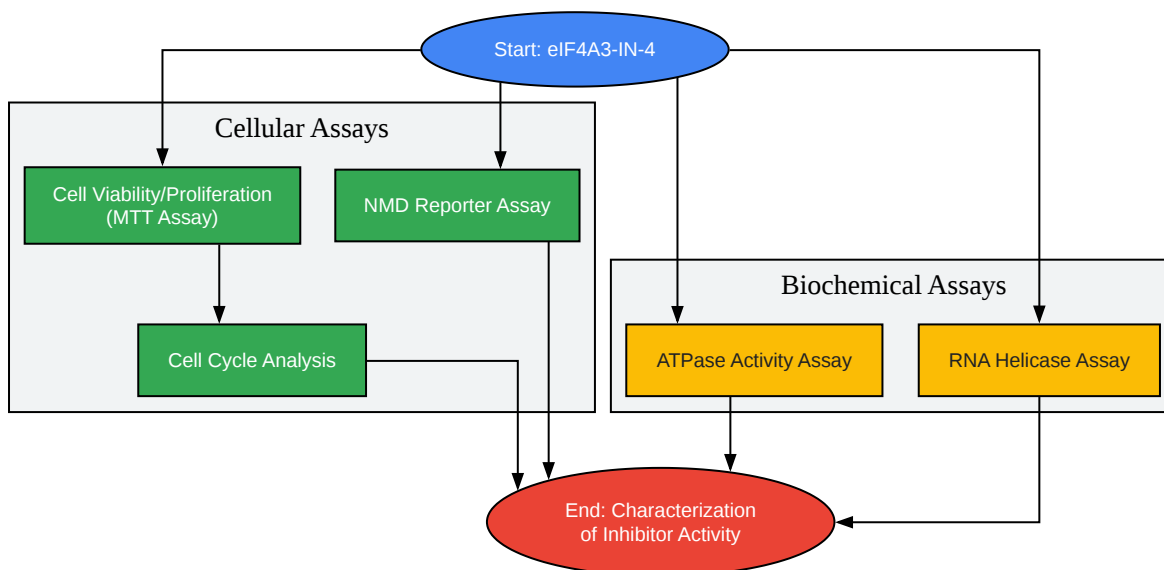 Start: eIF4A3-IN-4
Cellular Assays
Cell Viability/Proliferation
(MTT Assay)
NMD Reporter Assay
Cell Cycle Analysis
Biochemical Assays
ATPase Activity Assay
RNA Helicase Assay
End: Characterization
of Inhibitor Activity